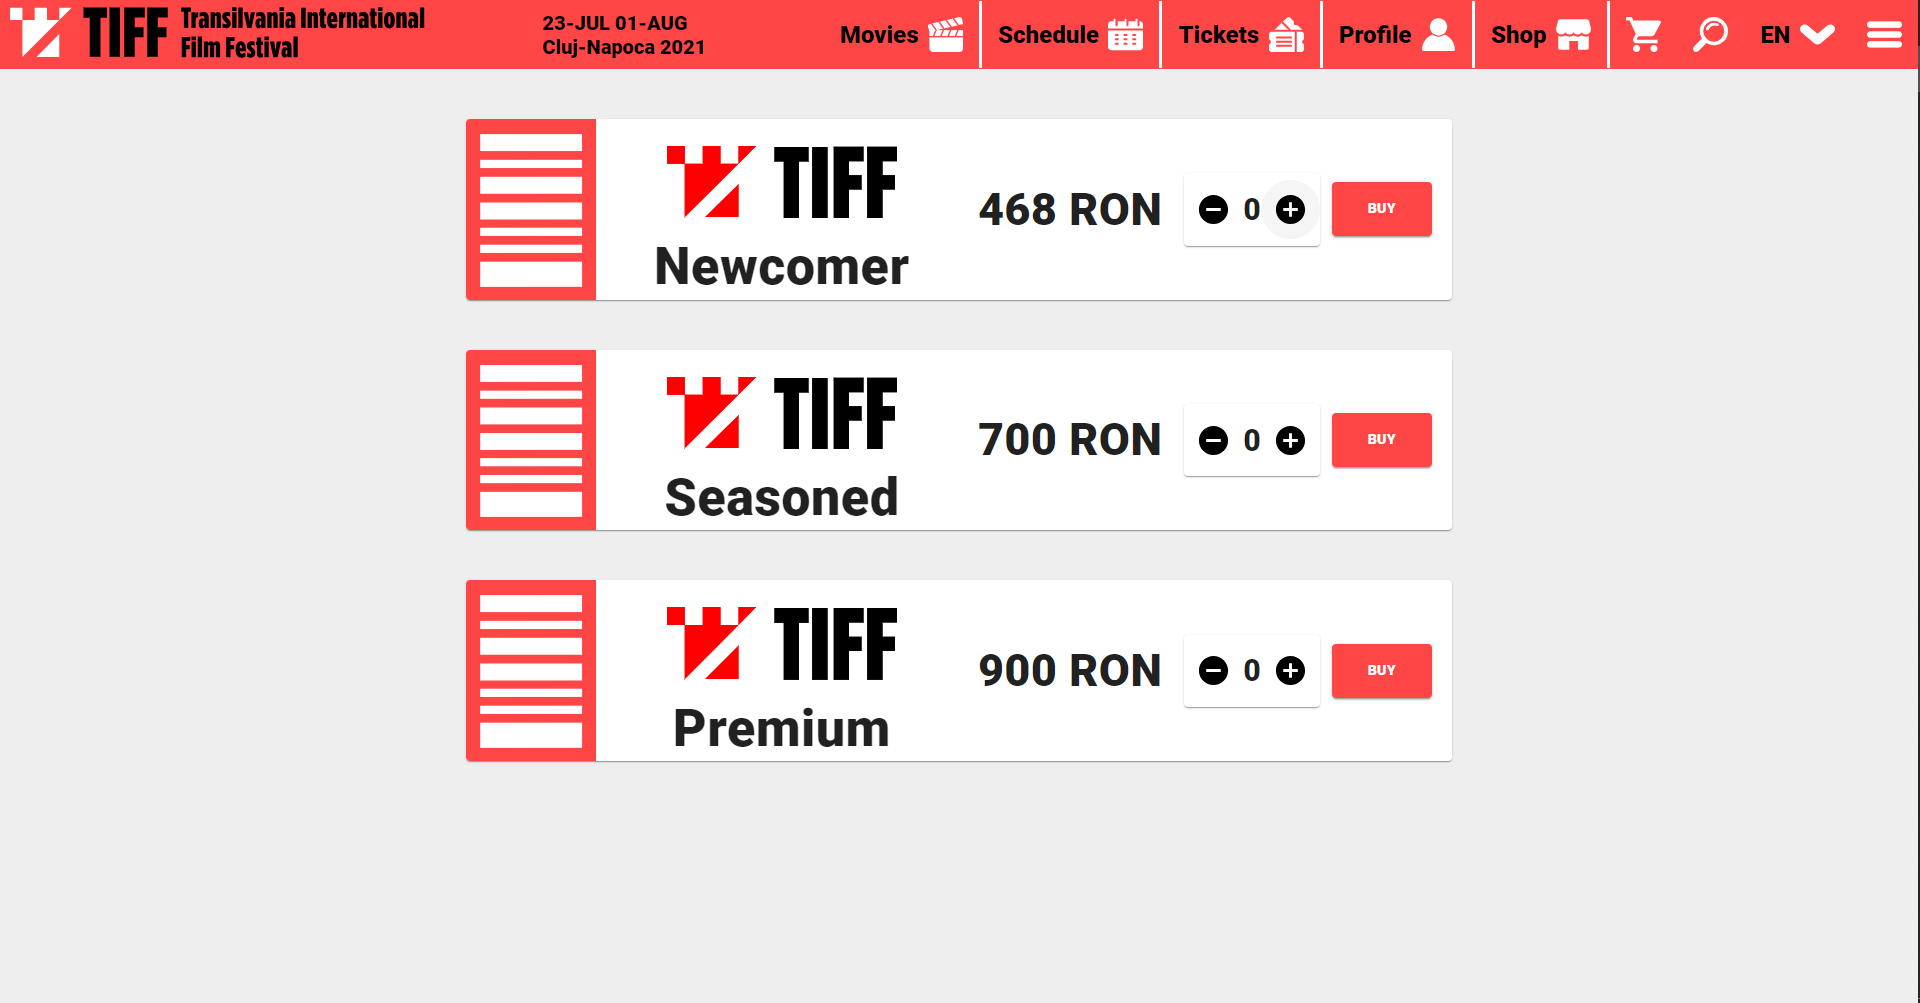 TIFF
Transilvania International
Film Festival
23-JUL 01-AUG
Cluj-Napoca 2021
Movies
Schedule
Tickets
Profile
Shop
EN
TIFF
Newcomer
468 RON
0
BUY
TIFF
Seasoned
700 RON
0
BUY
TIFF
Premium
900 RON
0
BUY